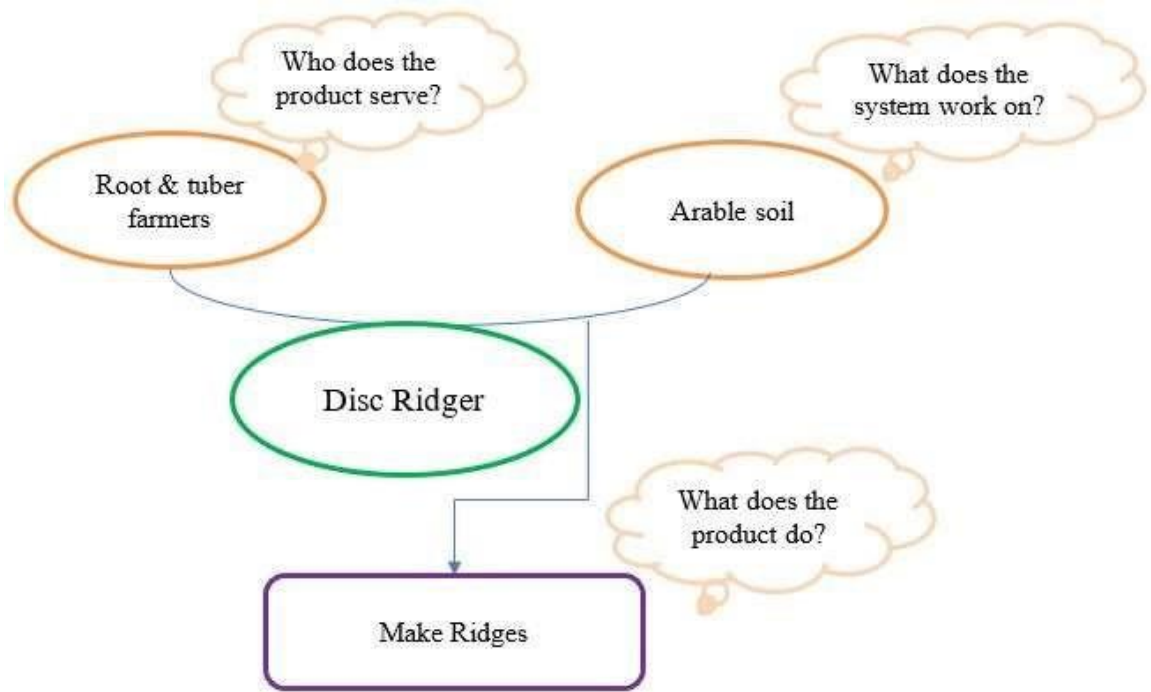 Who does the
product serve?
What does the
system work on?
Root & tuber
farmers
Arable soil
Disc Ridger
What does the
product do?
Make Ridges